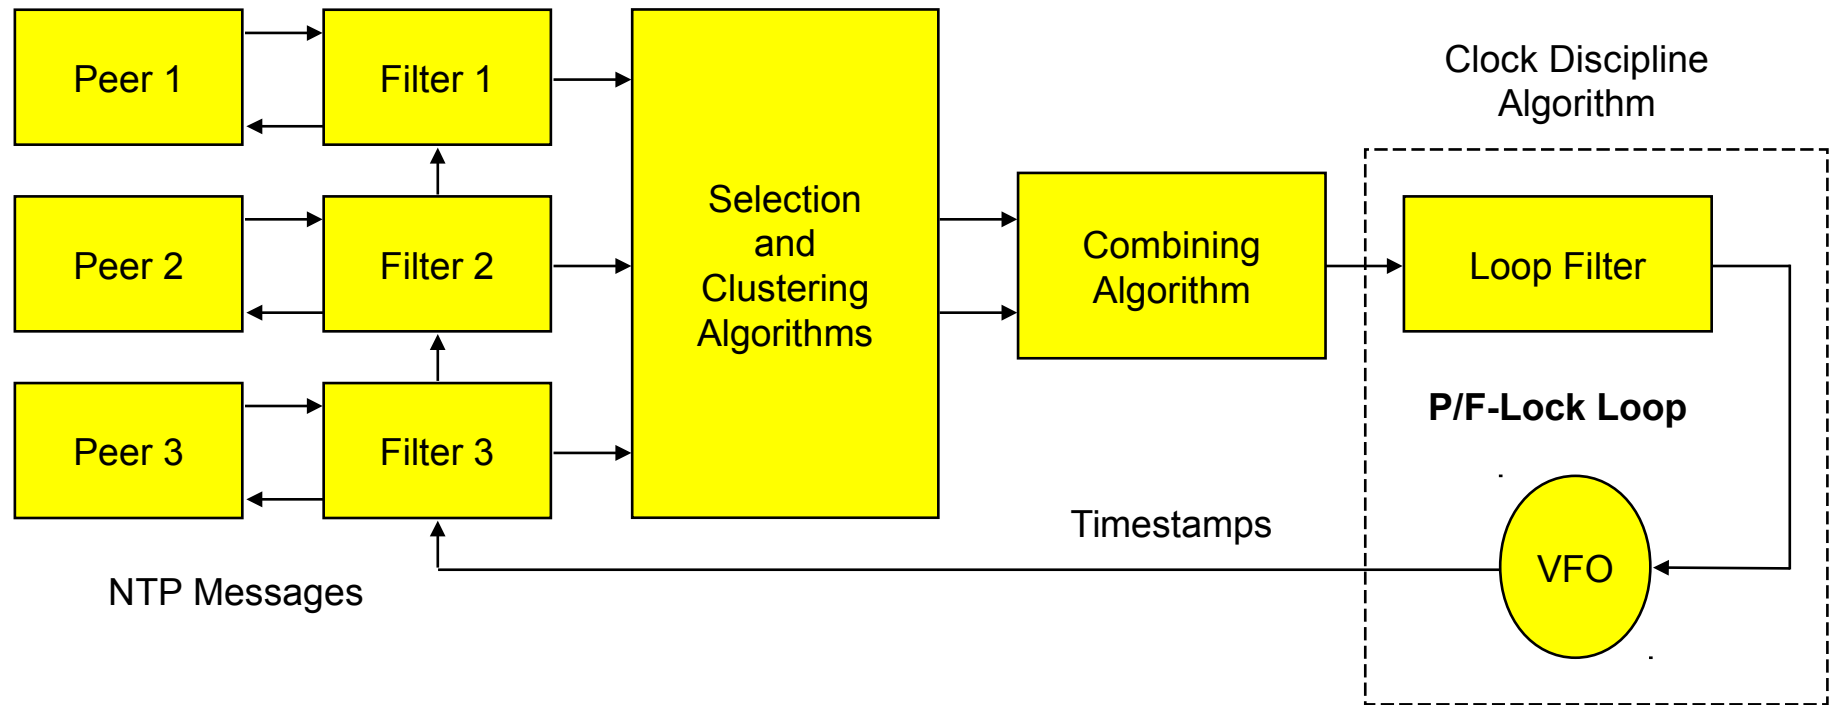 Peer 1
Filter 1
Peer 2
Filter 2
Peer 3
Filter 3
NTP Messages
Selection
and
Clustering
Algorithms
Combining
Algorithm
Timestamps
Clock Discipline
Algorithm
Loop Filter
P/F-Lock Loop
VFO